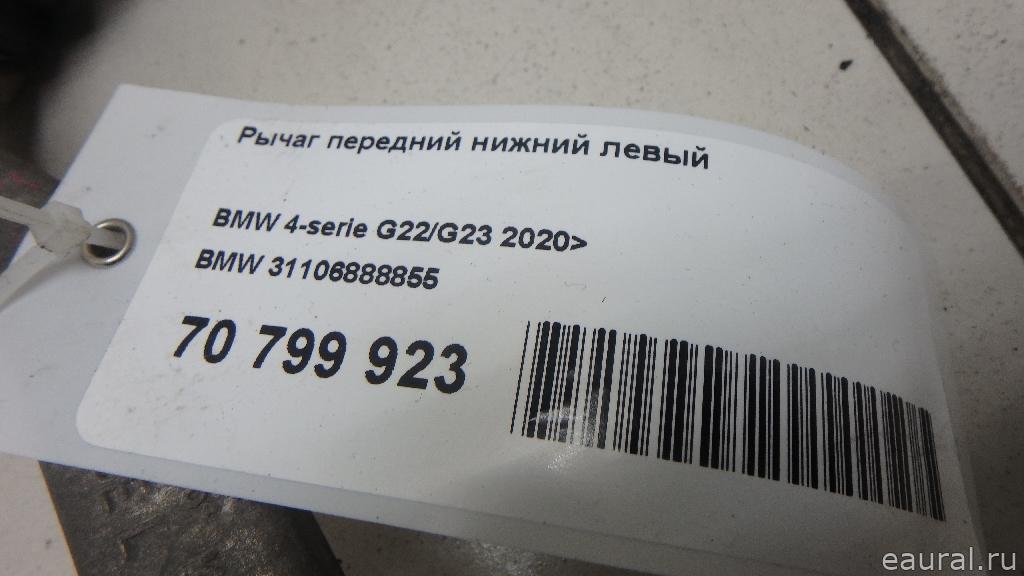 Рычаг передний нижний левый
BMW 4-serie G22/G23 2020>
BMW 31106888855
70 799 923
eaural.ru